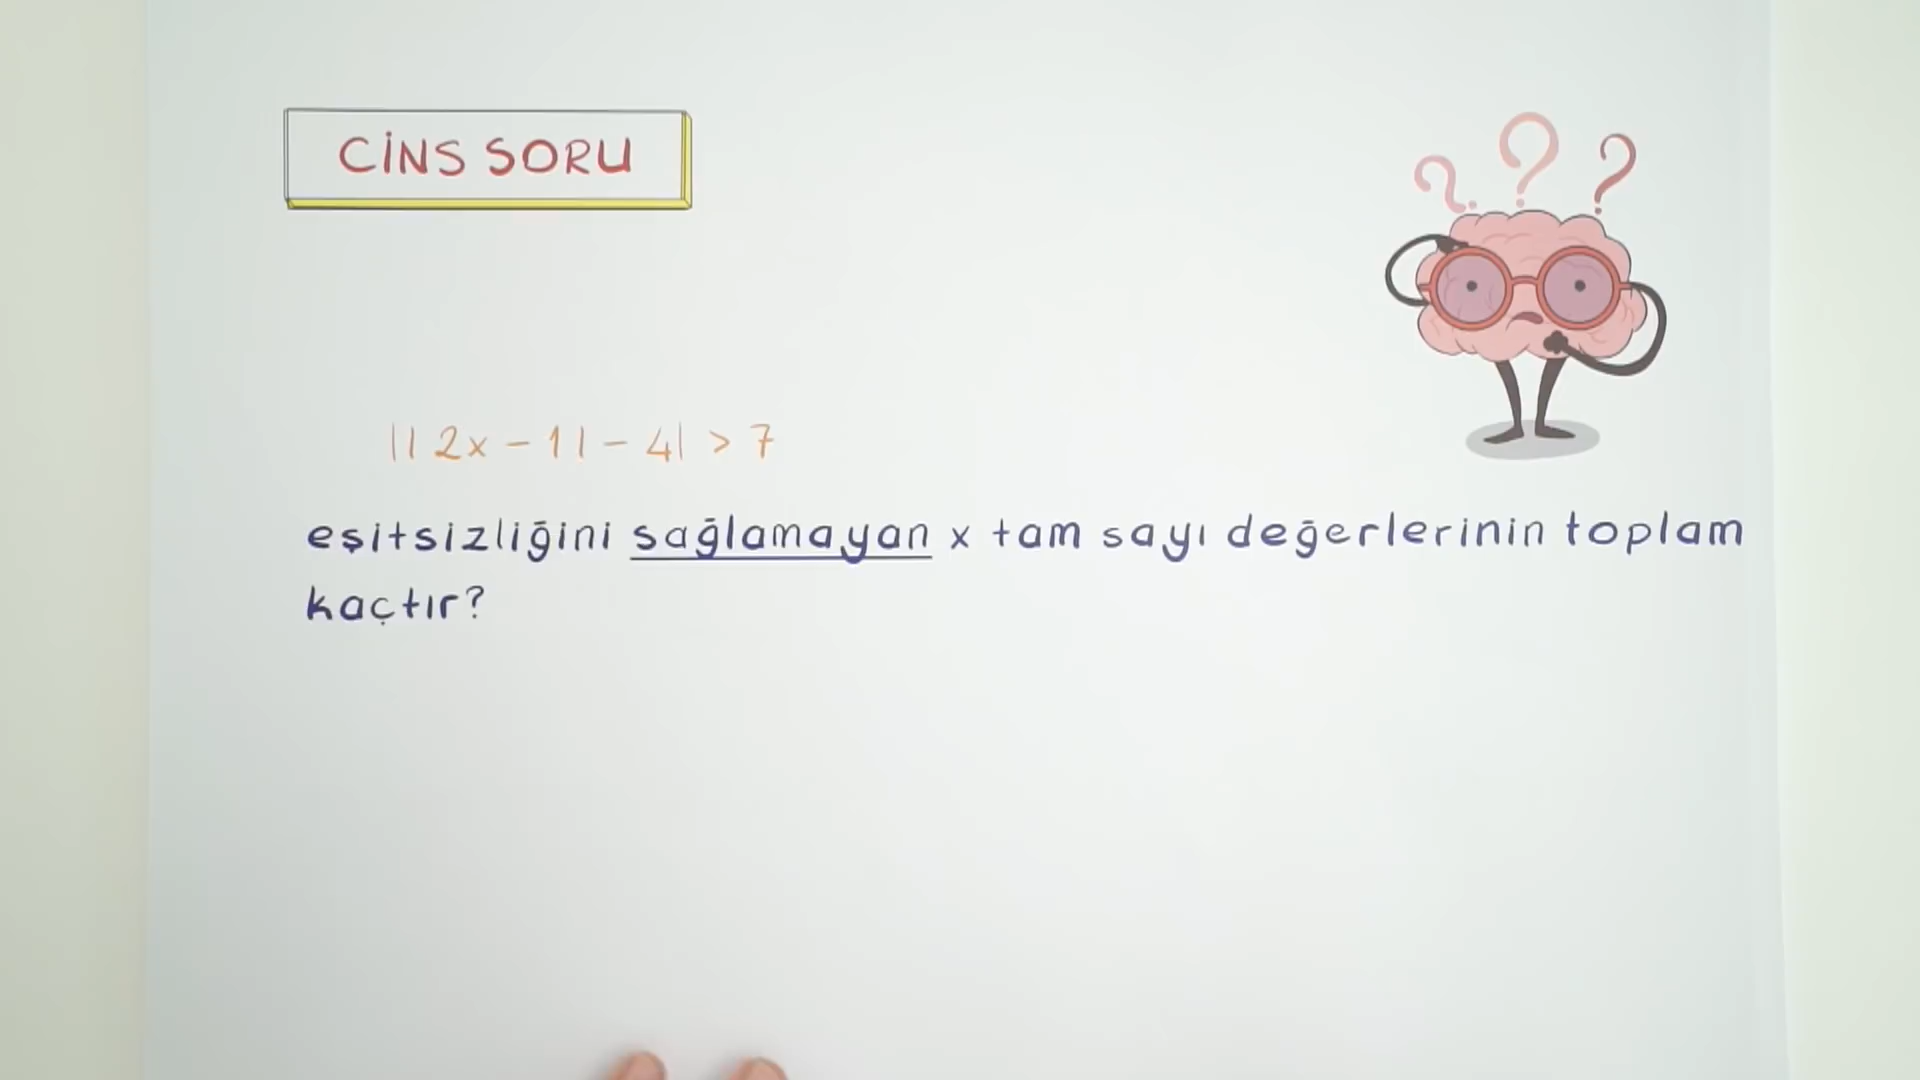 CİNS SORU
|| 2x - 1 | - 4 | > 7
eşitsizliğini sağlamayan x tam sayı değerlerinin toplam
kaçtır?